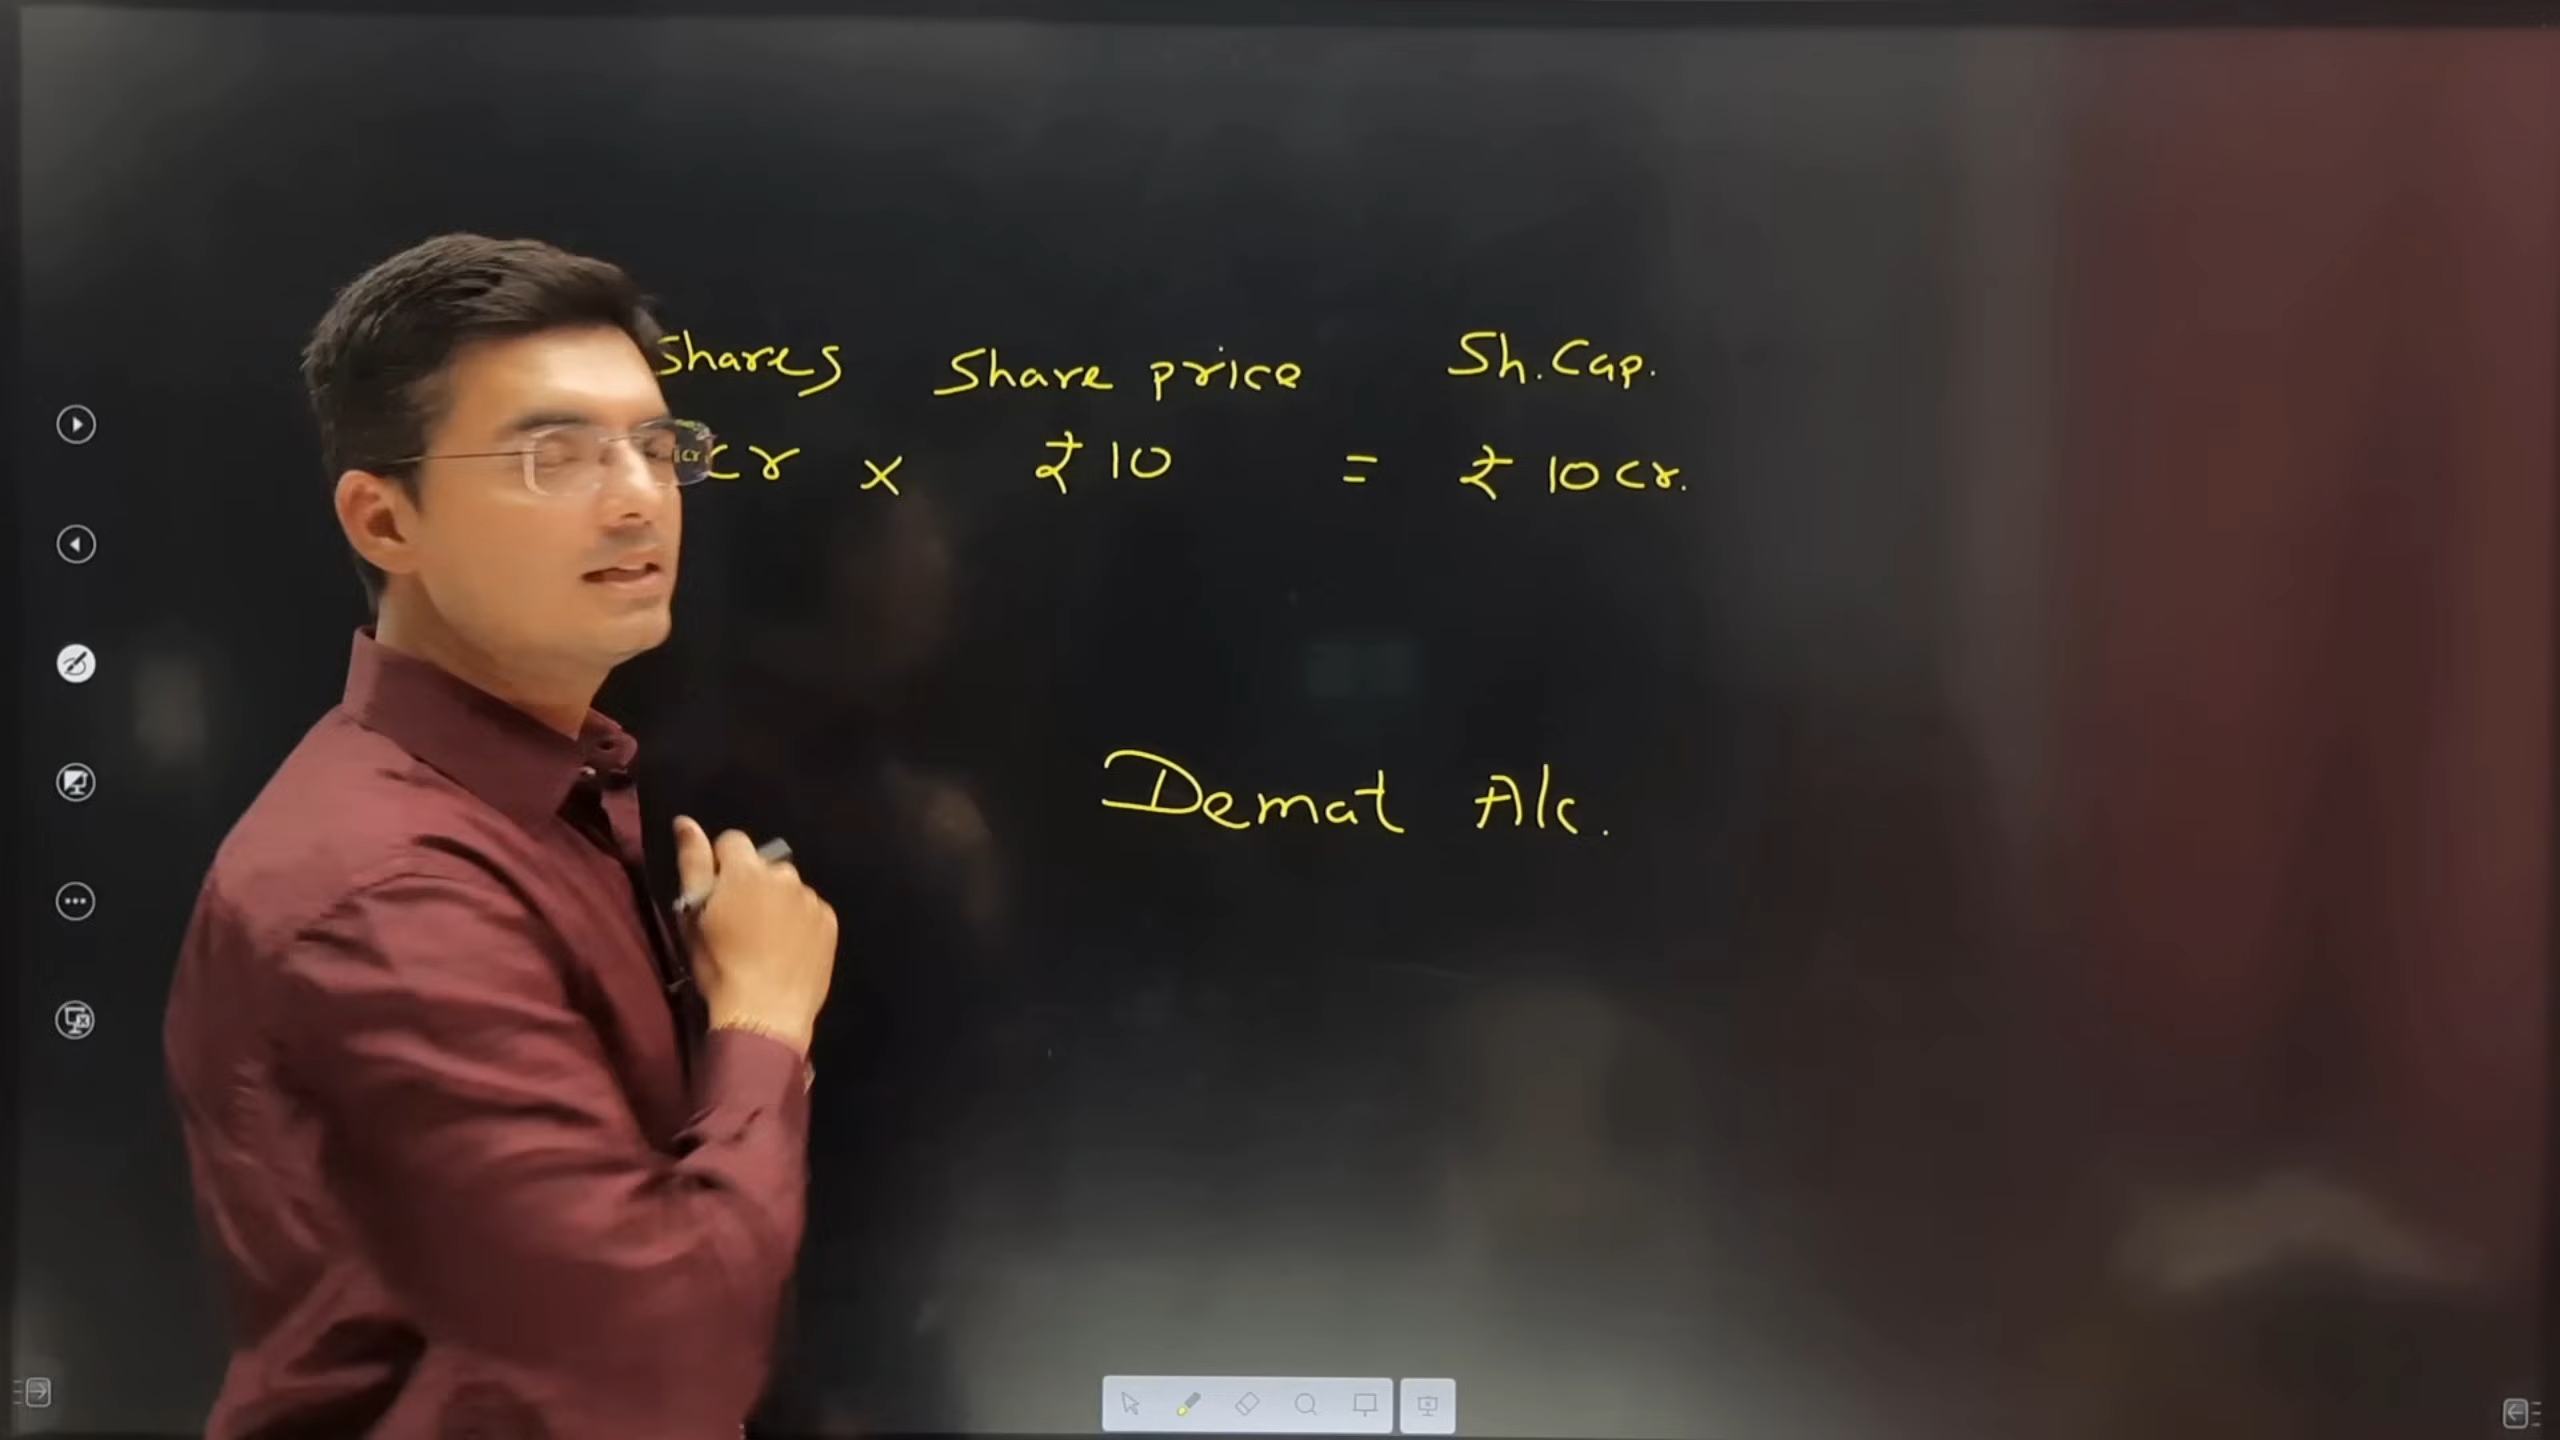 Shares Share price Sh. Cap.
cr × ₹ 10 = ₹ 10 cr.
Demat A/c.